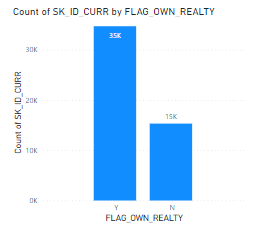 Count of SK_ID_CURR by FLAG_OWN_REALTY
Count of SK_ID_CURR
30K
20K
10K
0K
35K
15K
Y
N
FLAG_OWN_REALTY